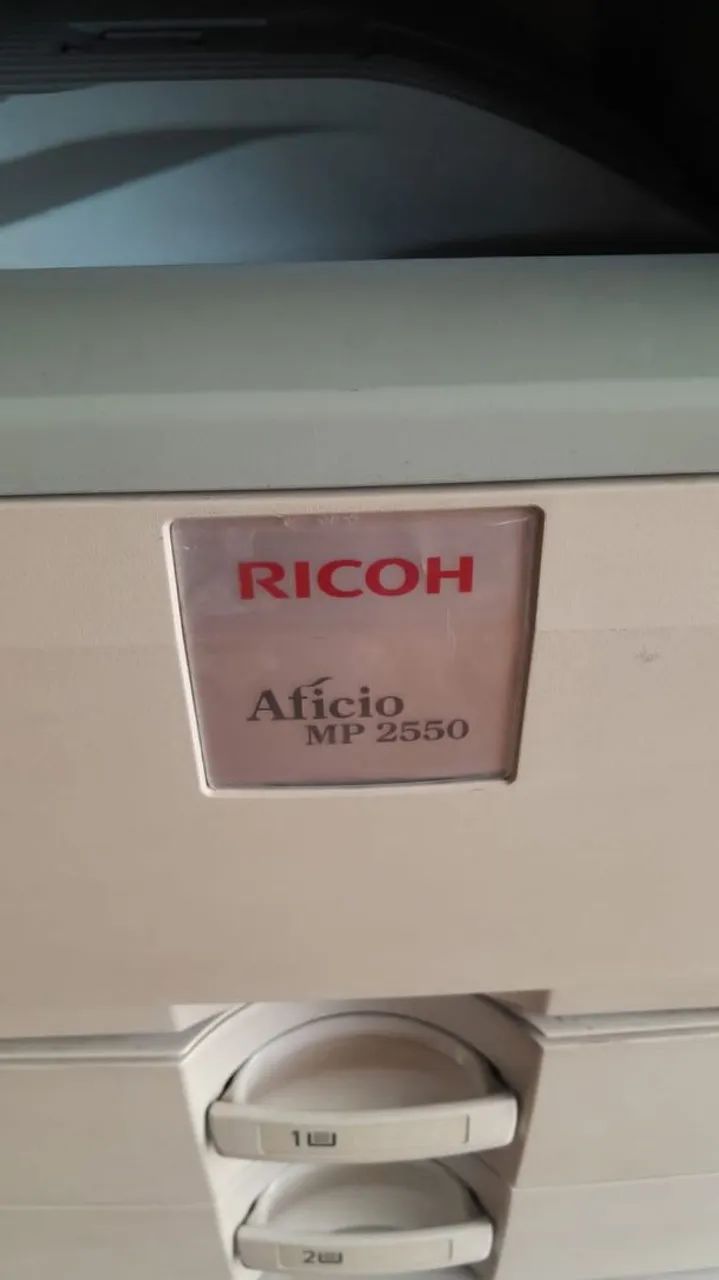 RICOH
Aficio
MP 2550
1
2